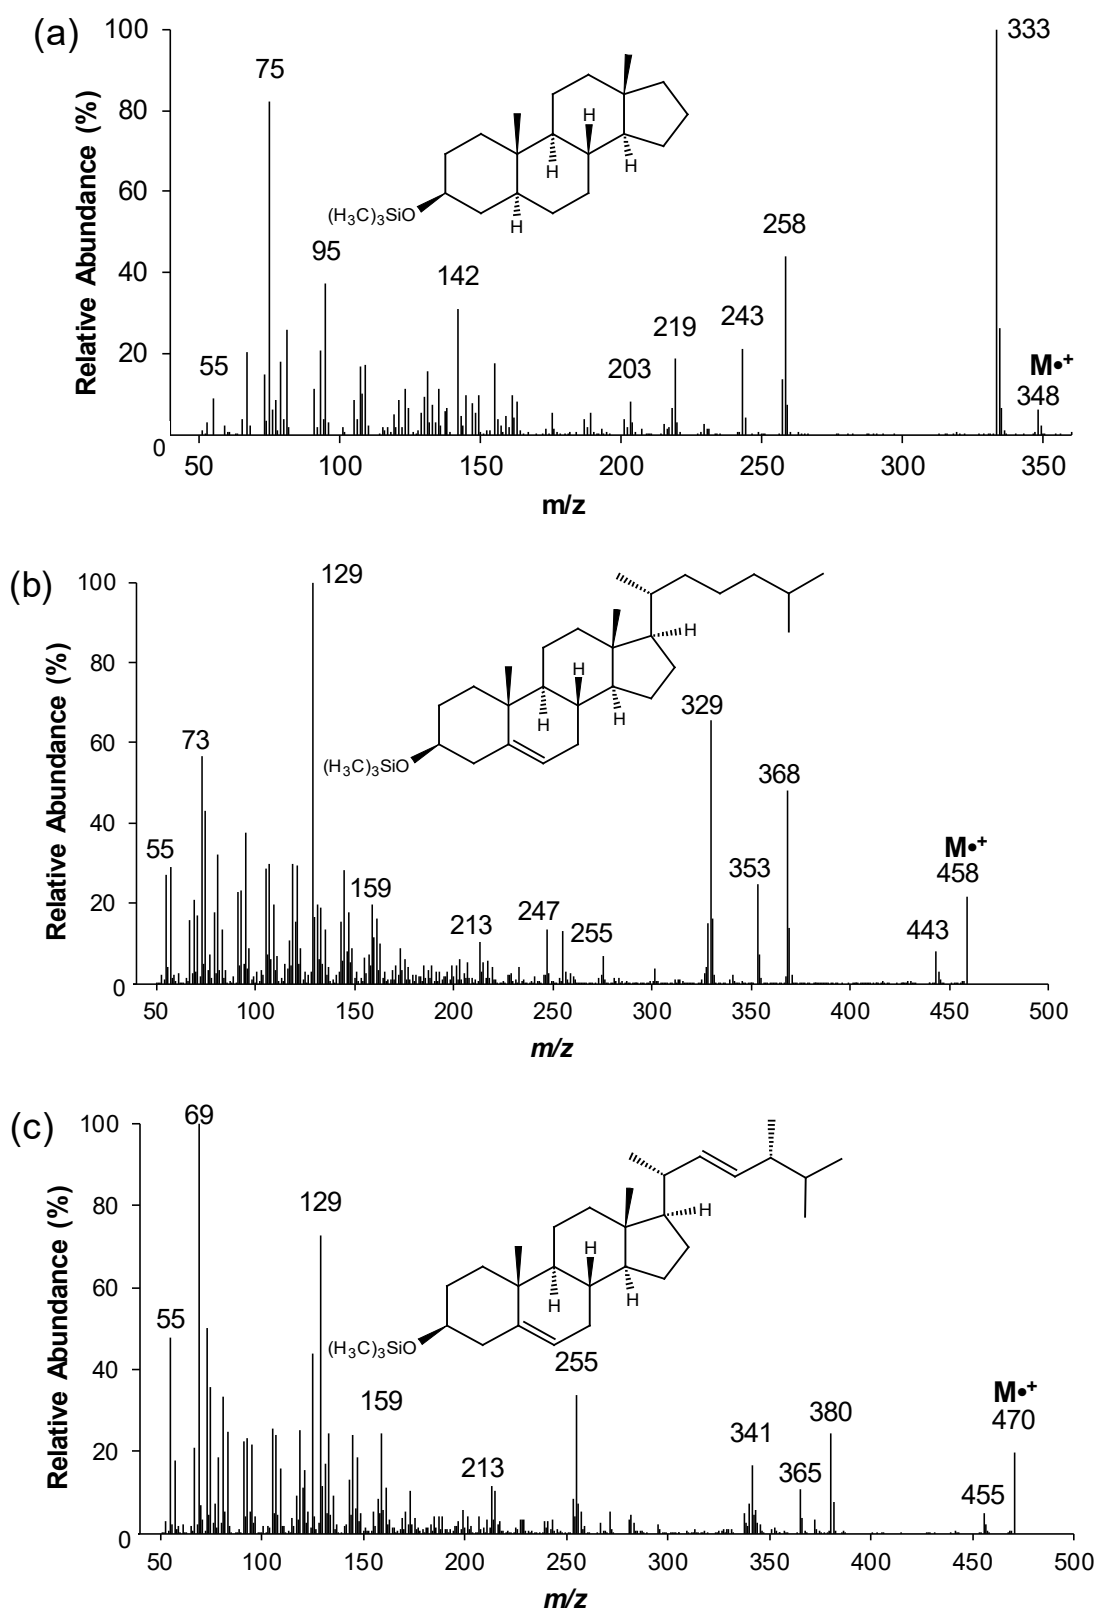 (a)
Relative Abundance (%)
100
80
60
40
20
0
333
75
H
H
H
H
(H3C)3SiO
258
95
142
243
219
203
55
M•+
348
50 100 150 200 250 300 350
m/z
(b)
Relative Abundance (%)
100
80
60
40
20
0
129
H
H
H
H
(H3C)3SiO
329
73
368
M•+
458
55
353
159
247
443
213
255
50 100 150 200 250 300 350 400 450 500
m/z
(c)
Relative Abundance (%)
100
80
60
40
20
0
69
129
H
H
H
H
(H3C)3SiO
55
255
159
M•+
470
380
341
213
365
455
50 100 150 200 250 300 350 400 450 500
m/z